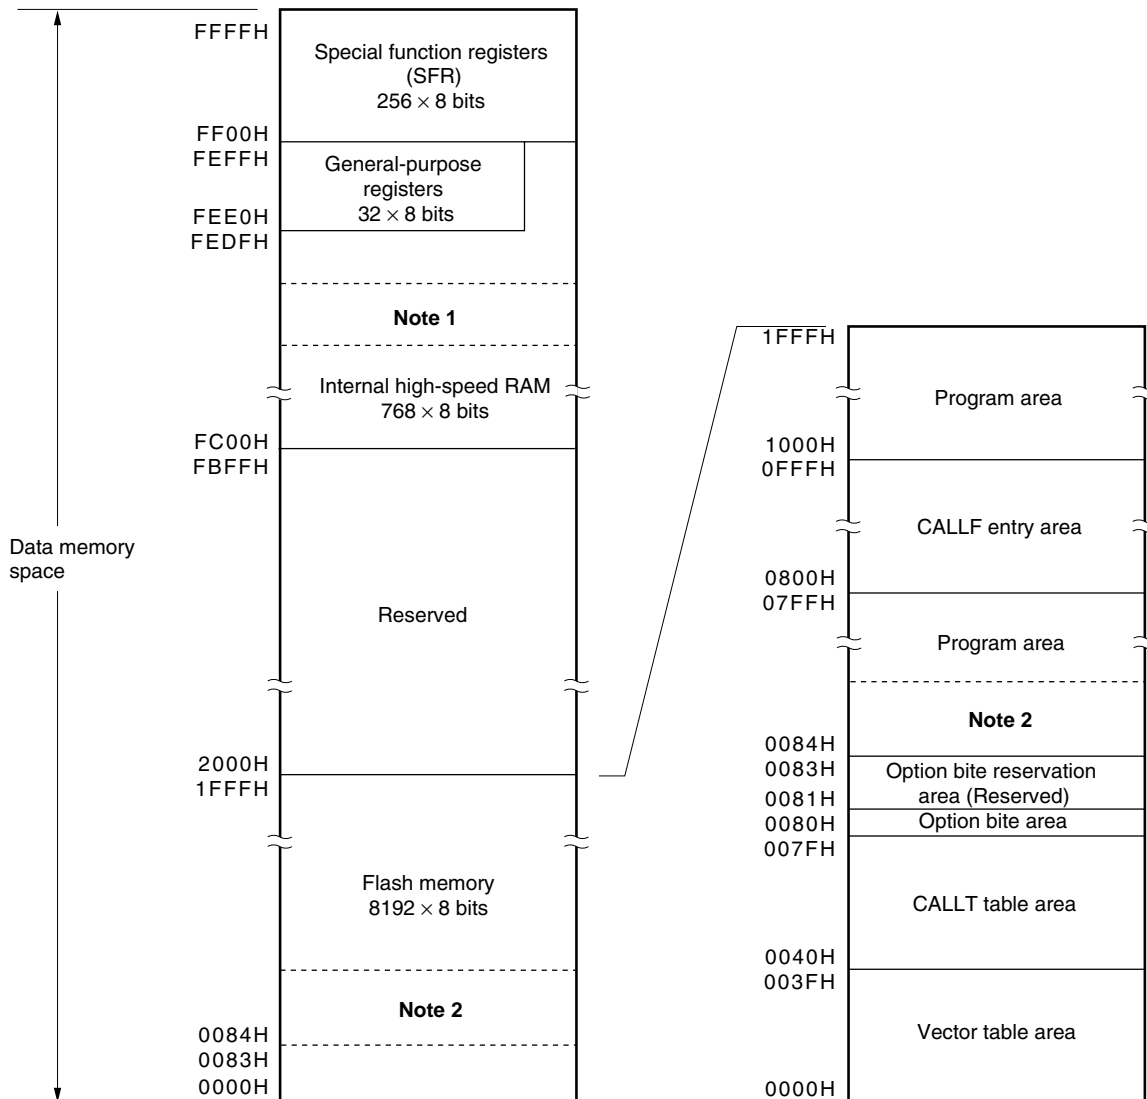 FFFFH
Special function registers
(SFR)
256 × 8 bits
FF00H
FEFFH
General-purpose
registers
32 × 8 bits
FEE0H
FEDFH
Note 1
Internal high-speed RAM
768 × 8 bits
FC00H
FBFFH
Data memory
space
Reserved
2000H
1FFFH
Flash memory
8192 × 8 bits
Note 2
0084H
0083H
0000H
1FFFH
Program area
1000H
0FFFH
CALLF entry area
0800H
07FFH
Program area
Note 2
0084H
0083H
Option bite reservation
area (Reserved)
0081H
0080H
Option bite area
007FH
CALLT table area
0040H
003FH
Vector table area
0000H